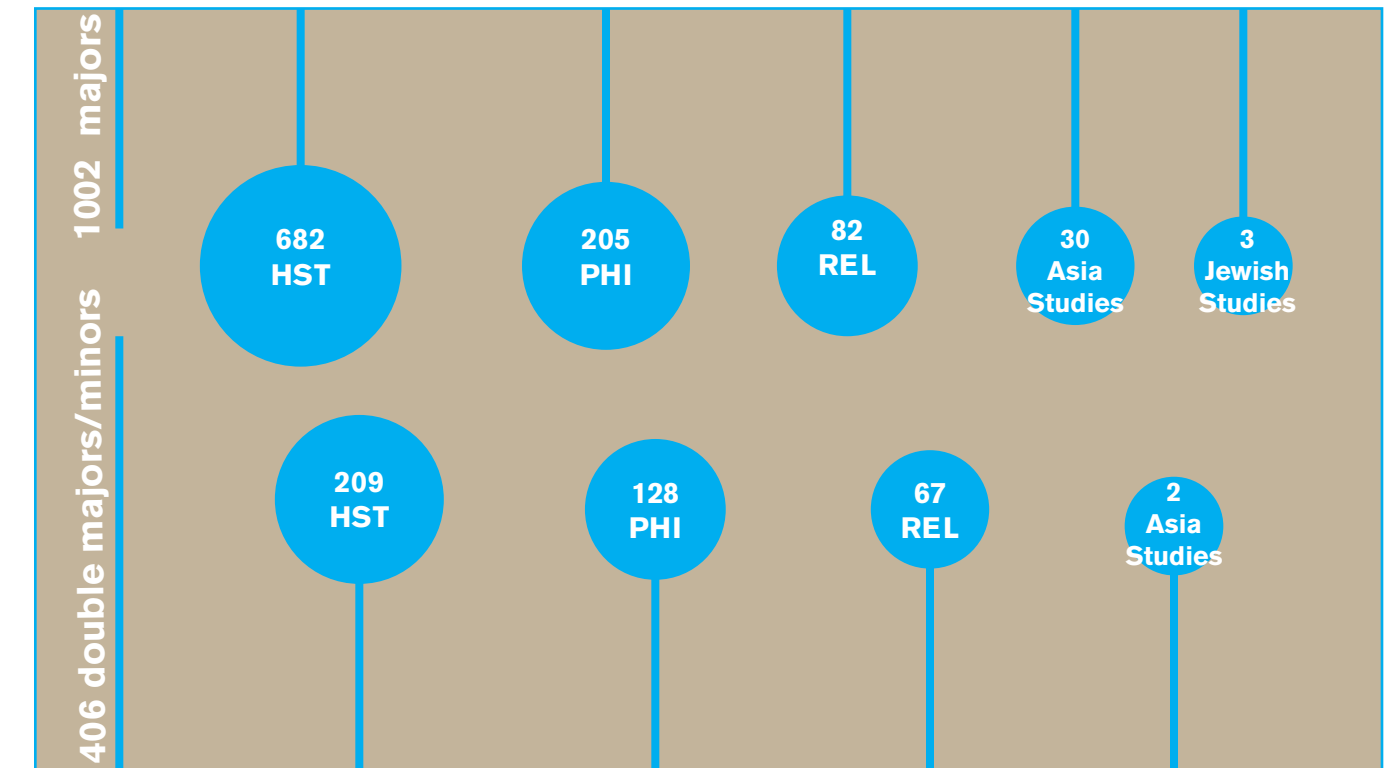 1002 majors
682
HST
205
PHI
82
REL
30
Asia
Studies
3
Jewish
Studies
406 double majors/minors
209
HST
128
PHI
67
REL
2
Asia
Studies